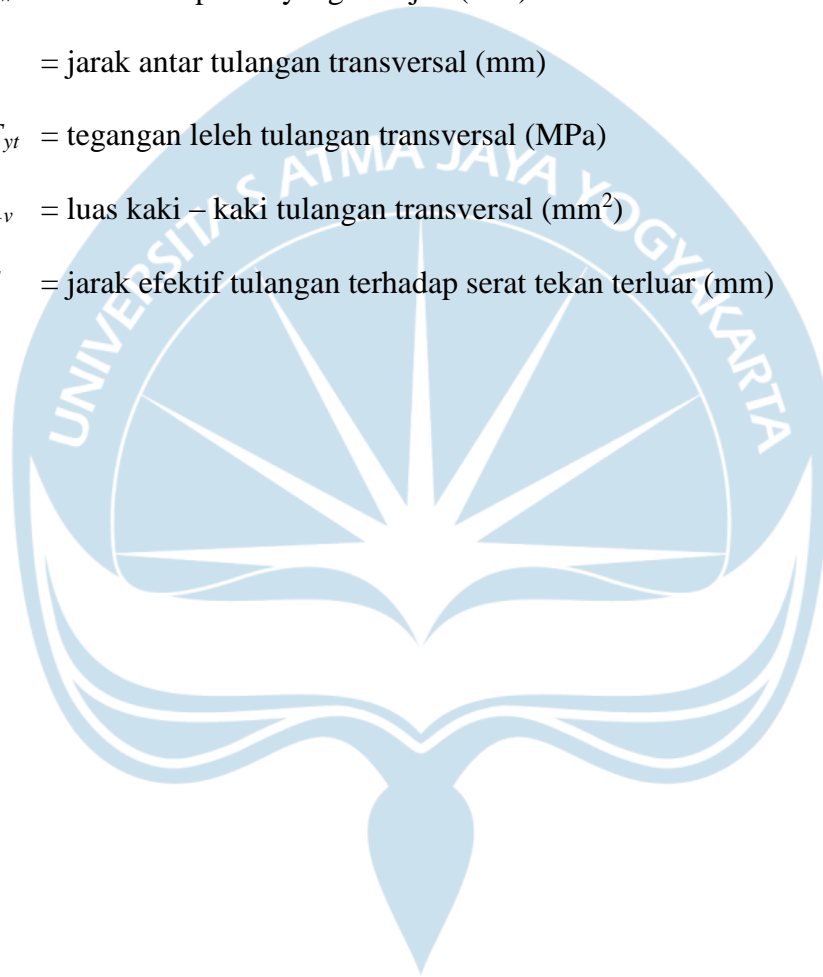 = jarak antar tulangan transversal (mm)
yt = tegangan leleh tulangan transversal (MPa)
v = luas kaki – kaki tulangan transversal (mm²)
= jarak efektif tulangan terhadap serat tekan terluar (mm)
UNIVERSITAS ATMA JAYA YOGYAKARTA